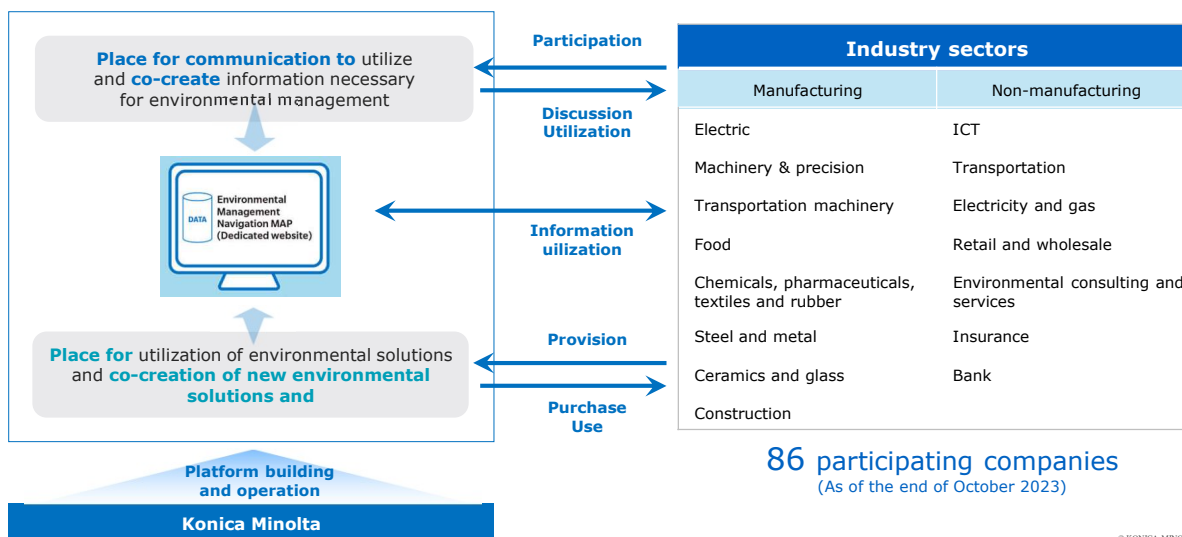 Place for communication to utilize
and co-create information necessary
for environmental management
DATA
Environmental
Management
Navigation MAP
(Dedicated website)
Place for utilization of environmental solutions
and co-creation of new environmental
solutions and
Platform building
and operation
Konica Minolta
Participation
Discussion
Utilization
Information
uilization
Provision
Purchase
Use
Industry sectors
Manufacturing
Non-manufacturing
Electric
ICT
Machinery & precision
Transportation
Transportation machinery
Electricity and gas
Food
Retail and wholesale
Chemicals, pharmaceuticals,
textiles and rubber
Environmental consulting and
services
Steel and metal
Insurance
Ceramics and glass
Bank
Construction
86 participating companies
(As of the end of October 2023)